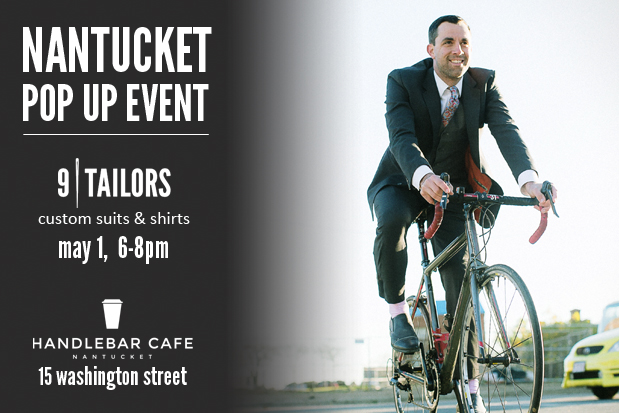 NANTUCKET
POP UP EVENT
9 | TAILORS
custom suits & shirts
may 1, 6-8pm
HANDLEBAR CAFE
NANTUCKET
15 washington street